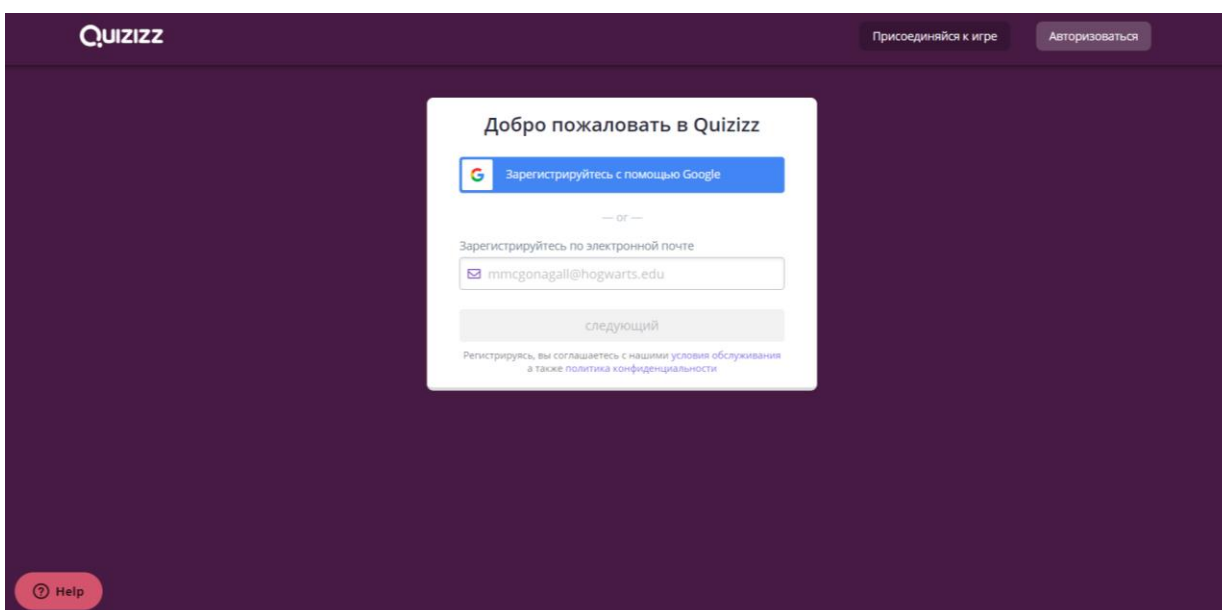 Quizizz
Присоединяйся к игре
Авторизоваться
Добро пожаловать в Quizizz
G
Зарегистрируйтесь с помощью Google
— or —
Зарегистрируйтесь по электронной почте
mmcgonagall@hogwarts.edu
следующий
Регистрируясь, вы соглашаетесь с нашими условия обслуживания
а также политика конфиденциальности
? Help